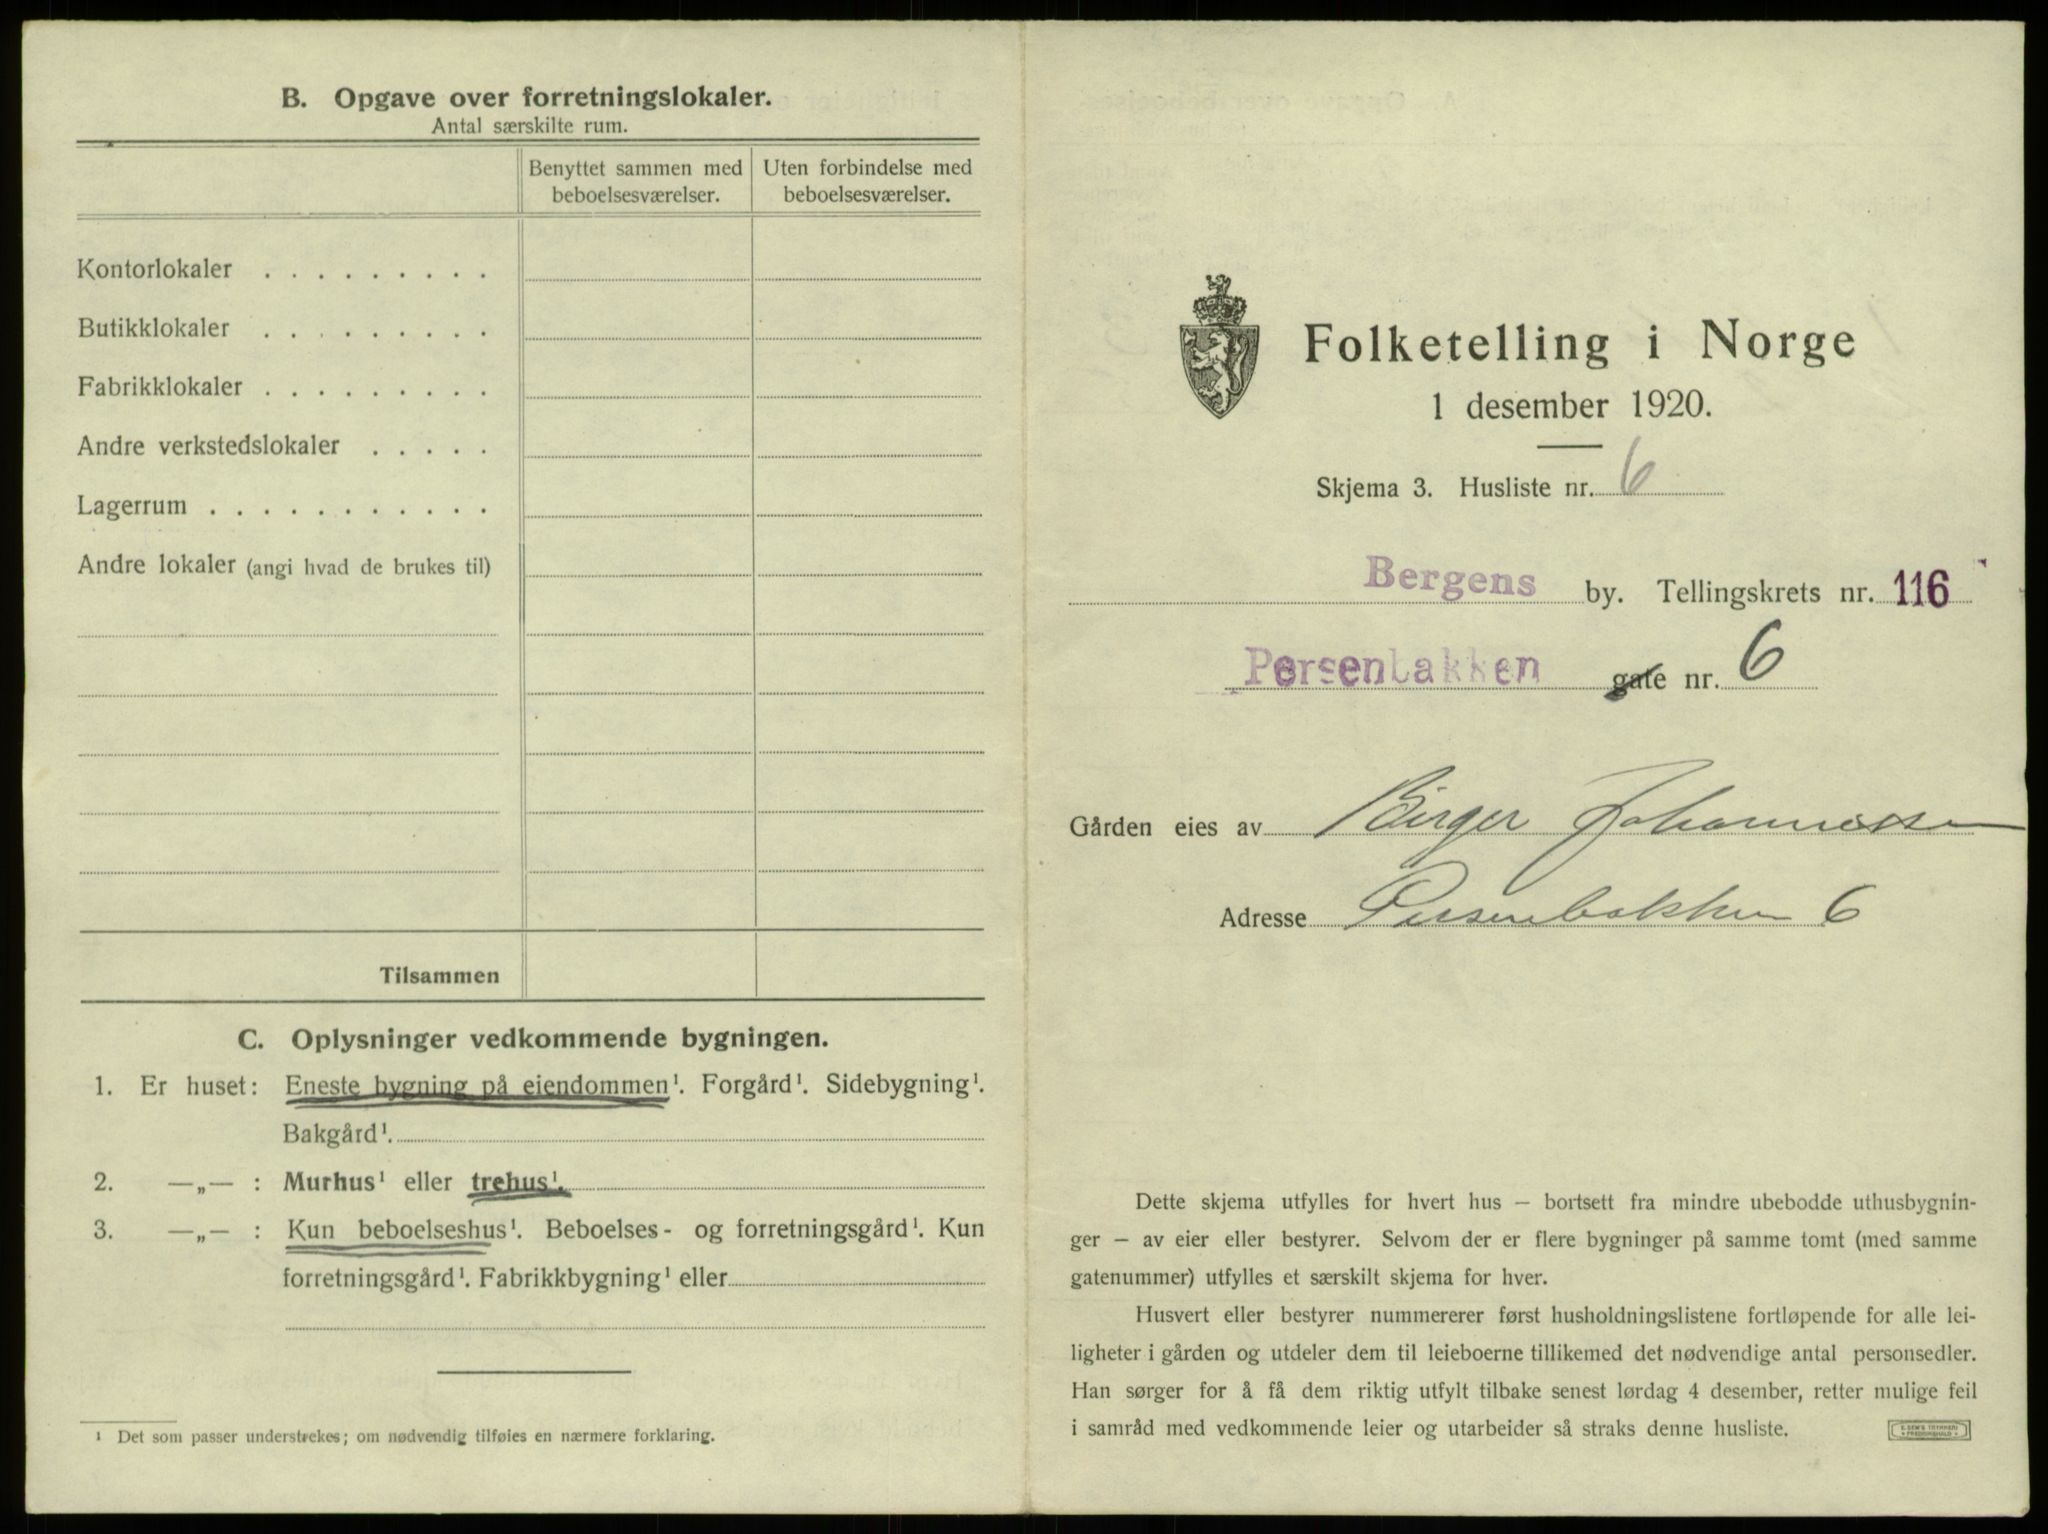 B. Opgave over forretningslokaler.
Antal særskilte rum.
Benyttet sammen med beboelsesværelser.
Uten forbindelse med beboelsesværelser.
Kontorlokaler . . . . . . . . .
Butikklokaler . . . . . . . . .
Fabrikklokaler . . . . . . . . .
Andre verkstedslokaler . . . . .
Lagerrum . . . . . . . . . . .
Andre lokaler (angi hvad de brukes til)
Tilsammen
C. Oplysninger vedkommende bygningen.
1. Er huset: Eneste bygning på eiendommen¹. Forgård¹. Sidebygning¹.
Bakgård¹.
2. —„— : Murhus¹ eller trehus¹.
3. —„— : Kun beboelseshus¹. Beboelses- og forretningsgård¹. Kun
forretningsgård¹. Fabrikkbygning¹ eller
¹ Det som passer understrekes; om nødvendig tilføies en nærmere forklaring.
Folketelling i Norge
1 desember 1920.
Skjema 3. Husliste nr. 6
Bergens by. Tellingskrets nr. 116
Persenbakken gate nr. 6
Gården eies av Birger Johannessen
Adresse Persenbakken 6
Dette skjema utfylles for hvert hus — bortsett fra mindre ubebodde uthusbygnin-
ger — av eier eller bestyrer. Selvom der er flere bygninger på samme tomt (med samme
gatenummer) utfylles et særskilt skjema for hver.
Husvert eller bestyrer nummererer først husholdningslistene fortløpende for alle lei-
ligheter i gården og utdeler dem til leieboerne tillikemed det nødvendige antal personsedler.
Han sørger for å få dem riktig utfylt tilbake senest lørdag 4 desember, retter mulige feil
i samråd med vedkommende leier og utarbeider så straks denne husliste.